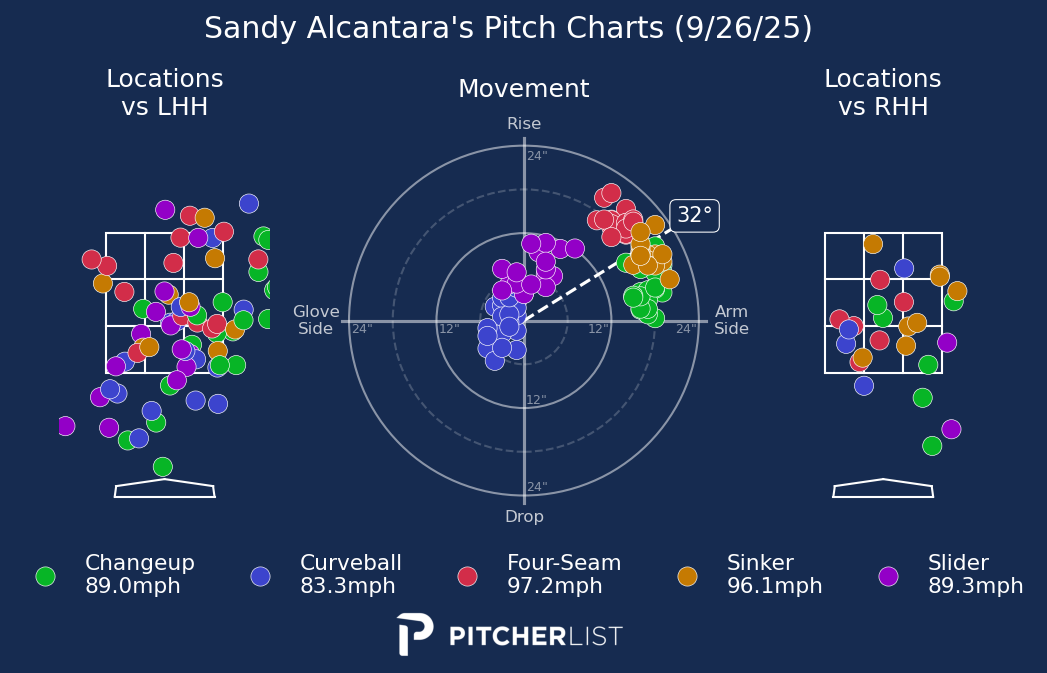 Sandy Alcantara's Pitch Charts (9/26/25)
Locations
vs LHH
Movement
Locations
vs RHH
Rise
24"
32°
Glove
Side
24"
12"
12"
24"
Arm
Side
12"
24"
Drop
Changeup
89.0mph
Curveball
83.3mph
Four-Seam
97.2mph
Sinker
96.1mph
Slider
89.3mph
PITCHERLIST